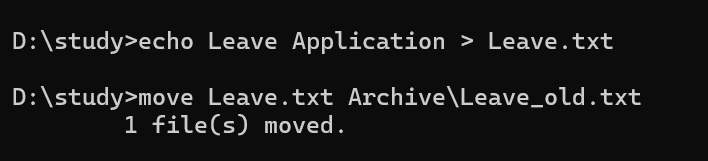 D:\study>echo Leave Application > Leave.txt
D:\study>move Leave.txt Archive\Leave_old.txt
1 file(s) moved.